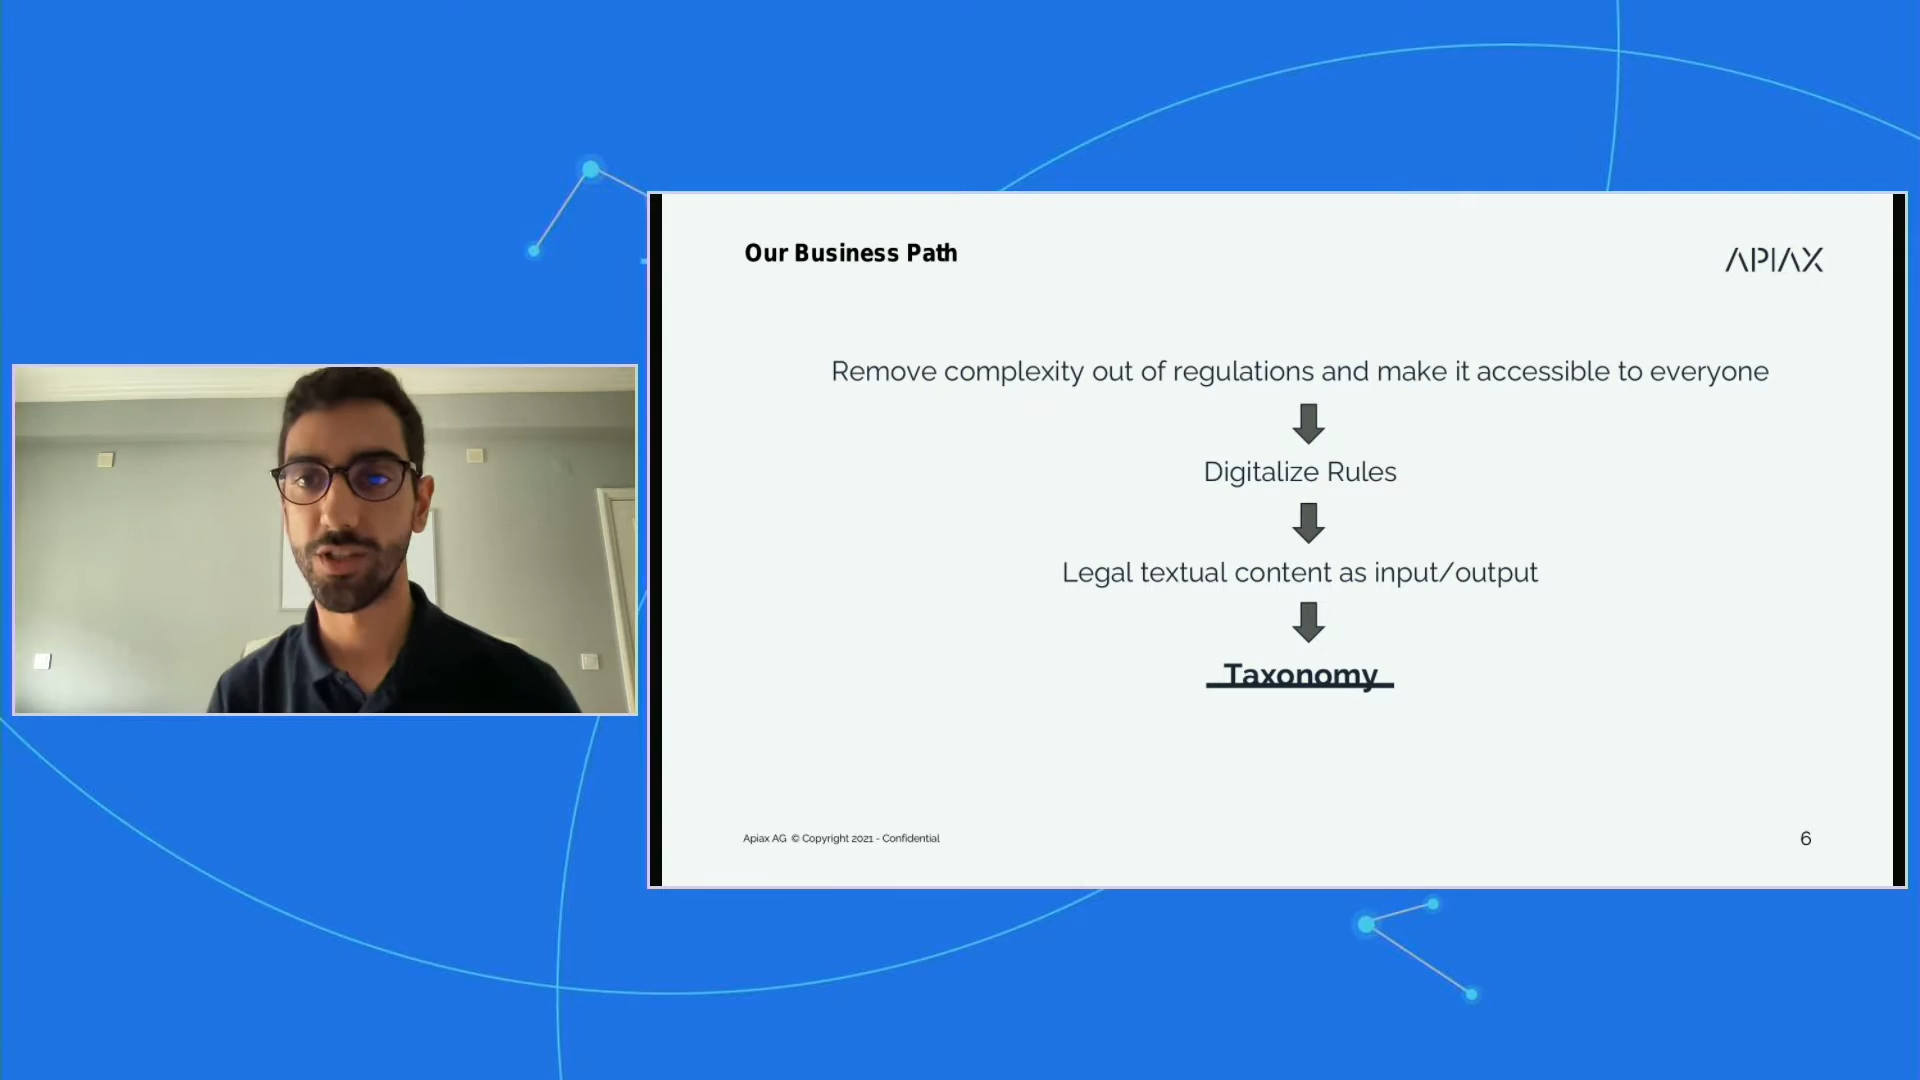 Our Business Path
APIAX
Remove complexity out of regulations and make it accessible to everyone
Digitalize Rules
Legal textual content as input/output
Taxonomy
Apiax AG © Copyright 2021 - Confidential
6